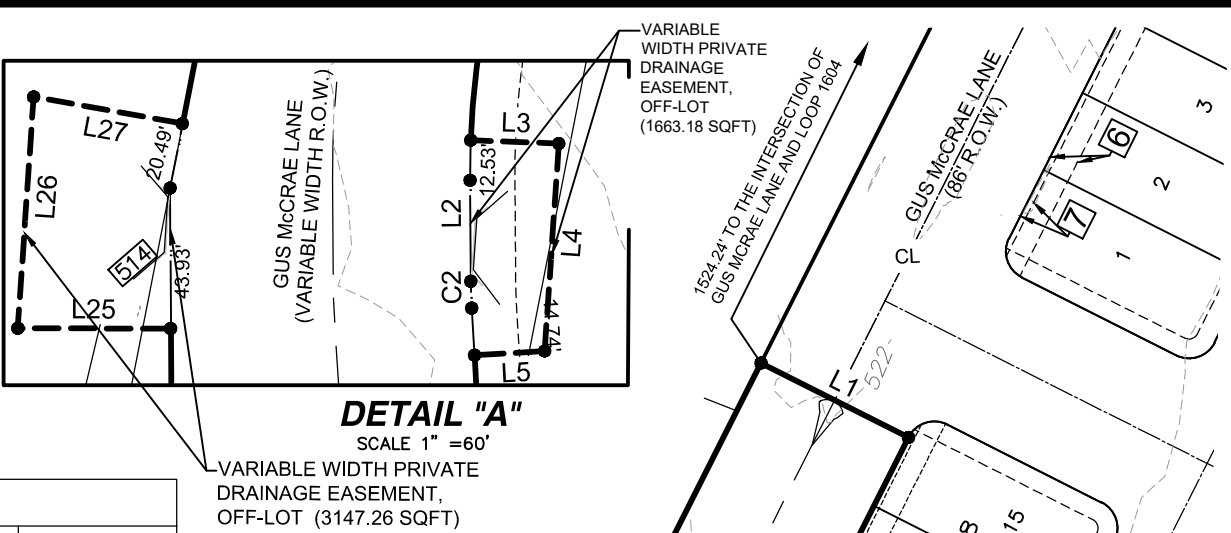 VARIABLE
WIDTH PRIVATE
DRAINAGE
EASEMENT,
OFF-LOT
(1663.18 SQFT)
L27
20.49'
L26
514
43.93'
L25
GUS McCRAE LANE
(VARIABLE WIDTH R.O.W.)
L3
12.53'
L2
L4
C2
14.74'
L5
DETAIL "A"
SCALE 1" =60'
VARIABLE WIDTH PRIVATE
DRAINAGE EASEMENT,
OFF-LOT (3147.26 SQFT)
1524.24' TO THE INTERSECTION OF
GUS MCRAE LANE AND LOOP 1604
GUS McCRAE LANE
(86' R.O.W.)
CL
6
7
3
2
1
L1
522
8
15